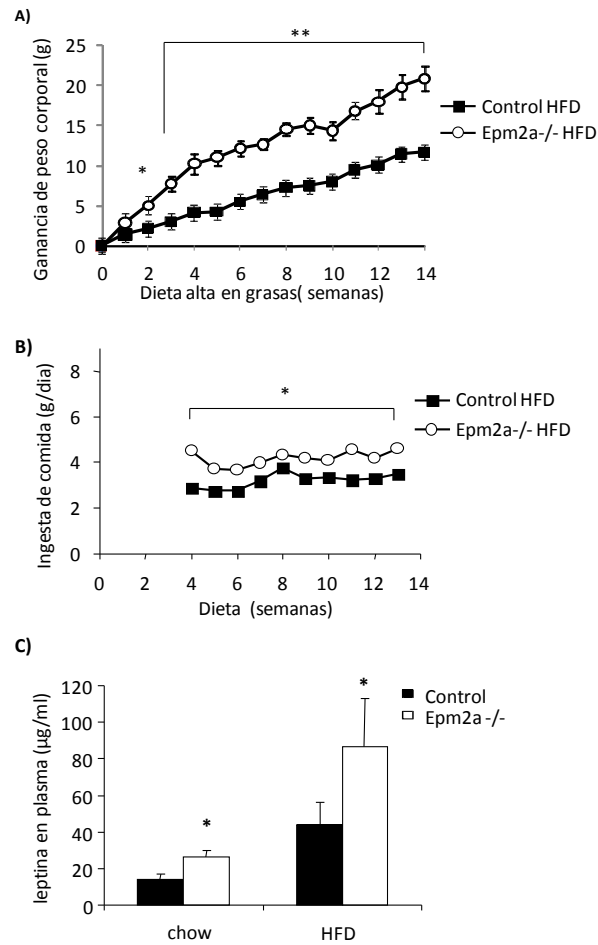 A)
**
*
Ganancia de peso corporal (g)
25
20
15
10
5
0
0 2 4 6 8 10 12 14
Dieta alta en grasas( semanas)
Control HFD
Epm2a-/- HFD
B)
*
Ingesta de comida (g/dia)
8
6
4
2
0
0 2 4 6 8 10 12 14
Dieta (semanas)
Control HFD
Epm2a-/- HFD
C)
*
*
leptina en plasma (µg/ml)
120
100
80
60
40
20
0
chow HFD
Control
Epm2a -/-